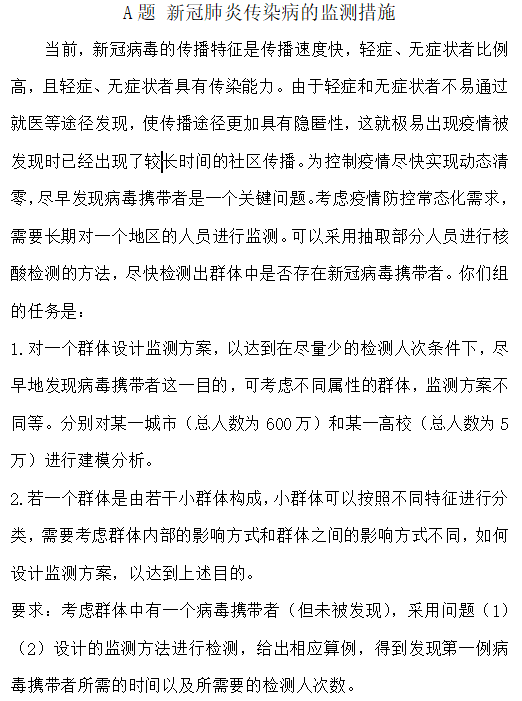 A题 新冠肺炎传染病的监测措施
当前，新冠病毒的传播特征是传播速度快，轻症、无症状者比例
高，且轻症、无症状者具有传染能力。由于轻症和无症状者不易通过
就医等途径发现，使传播途径更加具有隐匿性，这就极易出现疫情被
发现时已经出现了较长时间的社区传播。为控制疫情尽快实现动态清
零，尽早发现病毒携带者是一个关键问题。考虑疫情防控常态化需求，
需要长期对一个地区的人员进行监测。可以采用抽取部分人员进行核
酸检测的方法，尽快检测出群体中是否存在新冠病毒携带者。你们组
的任务是：
1.对一个群体设计监测方案，以达到在尽量少的检测人次条件下，尽
早地发现病毒携带者这一目的，可考虑不同属性的群体，监测方案不
同等。分别对某一城市（总人数为600万）和某一高校（总人数为5
万）进行建模分析。
2.若一个群体是由若干小群体构成，小群体可以按照不同特征进行分
类，需要考虑群体内部的影响方式和群体之间的影响方式不同，如何
设计监测方案，以达到上述目的。
要求：考虑群体中有一个病毒携带者（但未被发现），采用问题（1）
（2）设计的监测方法进行检测，给出相应算例，得到发现第一例病
毒携带者所需的时间以及所需要的检测人次数。